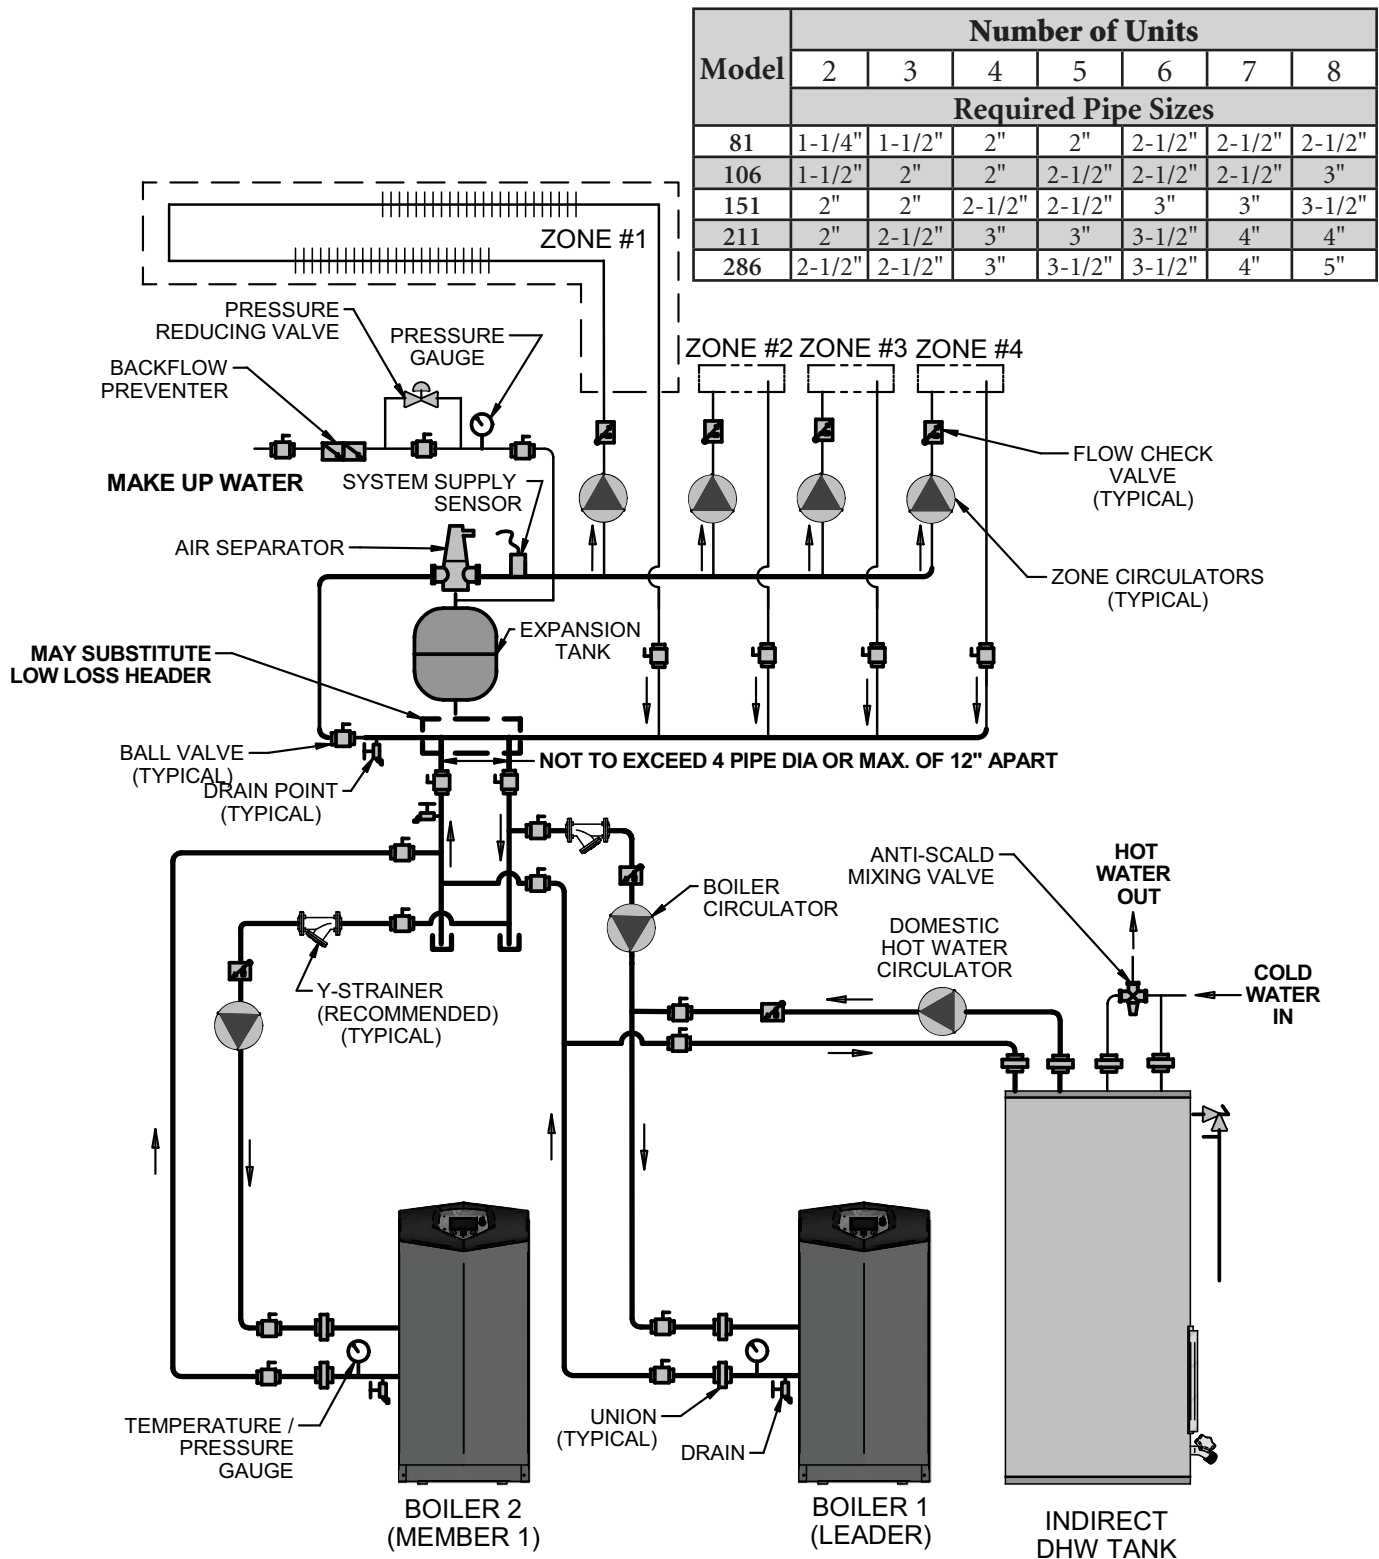 Number of Units
Model 2 3 4 5 6 7 8
Required Pipe Sizes
81 1-1/4" 1-1/2" 2" 2" 2-1/2" 2-1/2" 2-1/2"
106 1-1/2" 2" 2" 2-1/2" 2-1/2" 2-1/2" 3"
151 2" 2" 2-1/2" 2-1/2" 3" 3" 3-1/2"
211 2" 2-1/2" 3" 3" 3-1/2" 4" 4"
286 2-1/2" 2-1/2" 3" 3-1/2" 3-1/2" 4" 5"
ZONE #1
PRESSURE
REDUCING VALVE
PRESSURE
GAUGE
BACKFLOW
PREVENTER
ZONE #2
ZONE #3
ZONE #4
MAKE UP WATER
SYSTEM SUPPLY
SENSOR
FLOW CHECK
VALVE
(TYPICAL)
AIR SEPARATOR
ZONE CIRCULATORS
(TYPICAL)
EXPANSION
TANK
MAY SUBSTITUTE
LOW LOSS HEADER
BALL VALVE
(TYPICAL)
DRAIN POINT
(TYPICAL)
NOT TO EXCEED 4 PIPE DIA OR MAX. OF 12" APART
ANTI-SCALD
MIXING VALVE
HOT
WATER
OUT
BOILER
CIRCULATOR
DOMESTIC
HOT WATER
CIRCULATOR
COLD
WATER
IN
Y-STRAINER
(RECOMMENDED)
(TYPICAL)
TEMPERATURE /
PRESSURE
GAUGE
UNION
(TYPICAL)
DRAIN
BOILER 2
(MEMBER 1)
BOILER 1
(LEADER)
INDIRECT
DHW TANK